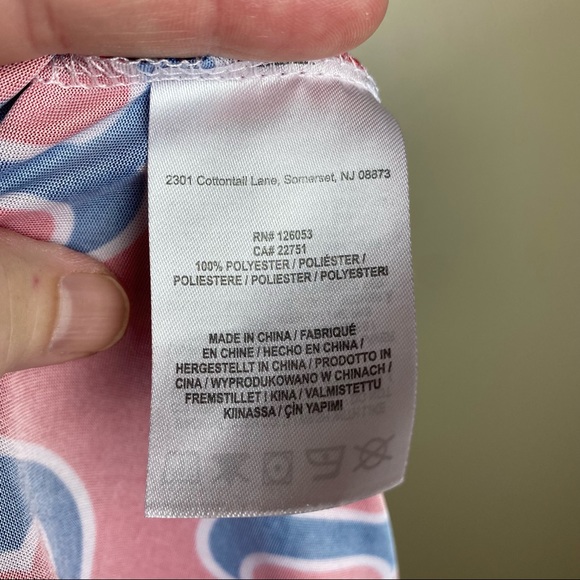 2301 Cottontail Lane, Somerset, NJ 08873
RN# 126053
CA# 22751
100% POLYESTER / POLIÉSTER /
POLIESTERE / POLIESTER / POLYESTERI
MADE IN CHINA / FABRIQUÉ
EN CHINE / HECHO EN CHINA /
HERGESTELLT IN CHINA / PRODOTTO IN
CINA / WYPRODUKOWANO W CHINACH /
FREMSTILLET I KINA / VALMISTETTU
KIINASSA / ÇİN YAPIMI